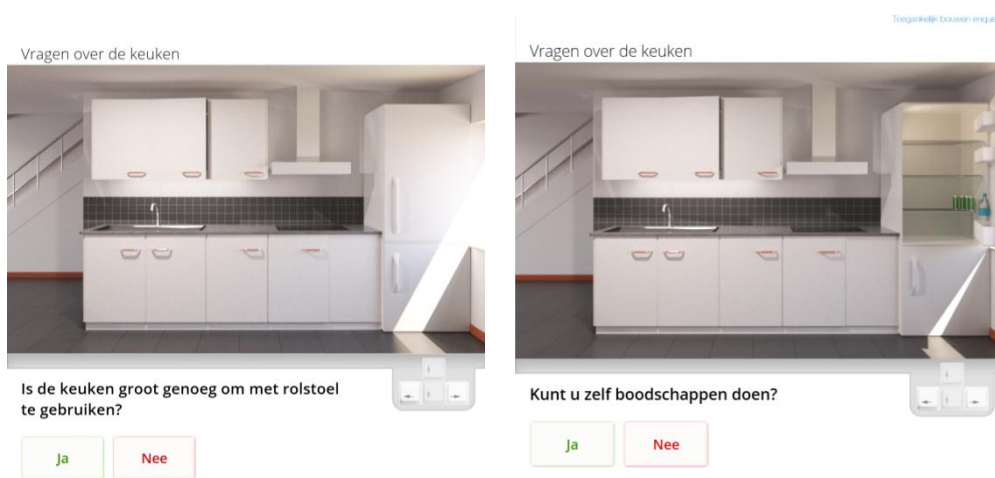 Vragen over de keuken
Is de keuken groot genoeg om met rolstoel
te gebruiken?
Ja
Nee
Toegankelijk bouwen enquê
Vragen over de keuken
Kunt u zelf boodschappen doen?
Ja
Nee